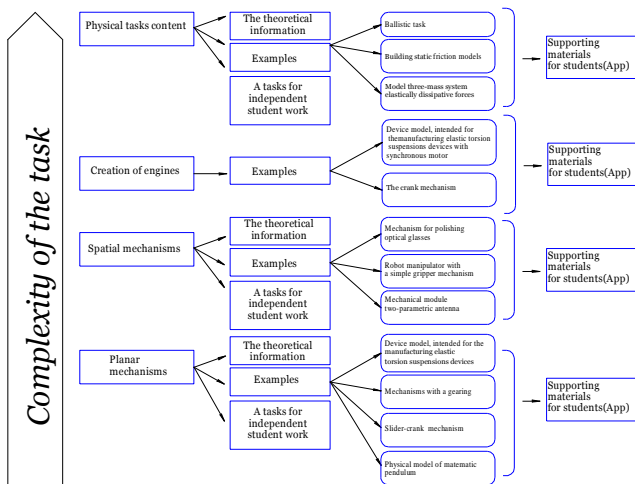 Complexity of the task
Physical tasks content
The theoretical
information
Examples
A tasks for
independent
student work
Ballistic task
Building static friction models
Model three-mass system
elastically dissipative forces
Supporting
materials
for students(App)
Creation of engines
Examples
Device model, intended for
themanufacturing elastic torsion
suspensions devices with
synchronous motor
The crank mechanism
Supporting
materials
for students(App)
Spatial mechanisms
The theoretical
information
Examples
A tasks for
independent
student work
Mechanism for polishing
optical glasses
Robot manipulator with
a simple gripper mechanism
Mechanical module
two-parametric antenna
Supporting
materials
for students(App)
Planar
mechanisms
The theoretical
information
Examples
A tasks for
independent
student work
Device model, intended for the
manufacturing elastic
torsion suspensions devices
Mechanisms with a gearing
Slider-crank mechanism
Physical model of matematic
pendulum
Supporting
materials
for students(App)